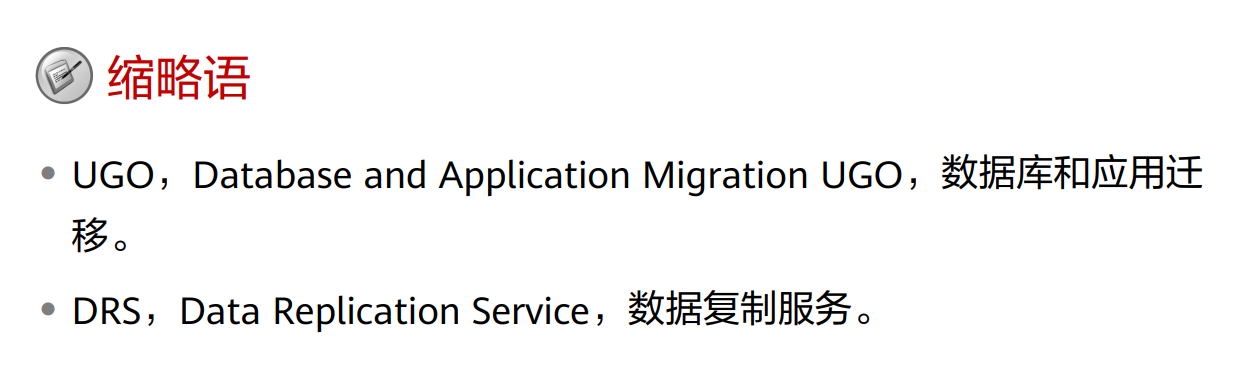 缩略语
• UGO，Database and Application Migration UGO，数据库和应用迁
移。
• DRS，Data Replication Service，数据复制服务。